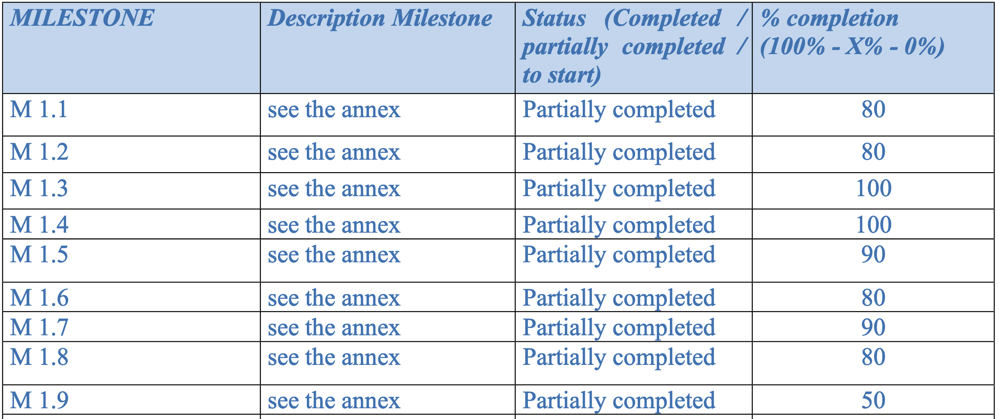 MILESTONE Description Milestone Status (Completed / % completion
partially completed / (100% - X% - 0%)
to start)
M 1.1 see the annex Partially completed 80
M 1.2 see the annex Partially completed 80
M 1.3 see the annex Partially completed 100
M 1.4 see the annex Partially completed 100
M 1.5 see the annex Partially completed 90
M 1.6 see the annex Partially completed 80
M 1.7 see the annex Partially completed 90
M 1.8 see the annex Partially completed 80
M 1.9 see the annex Partially completed 50